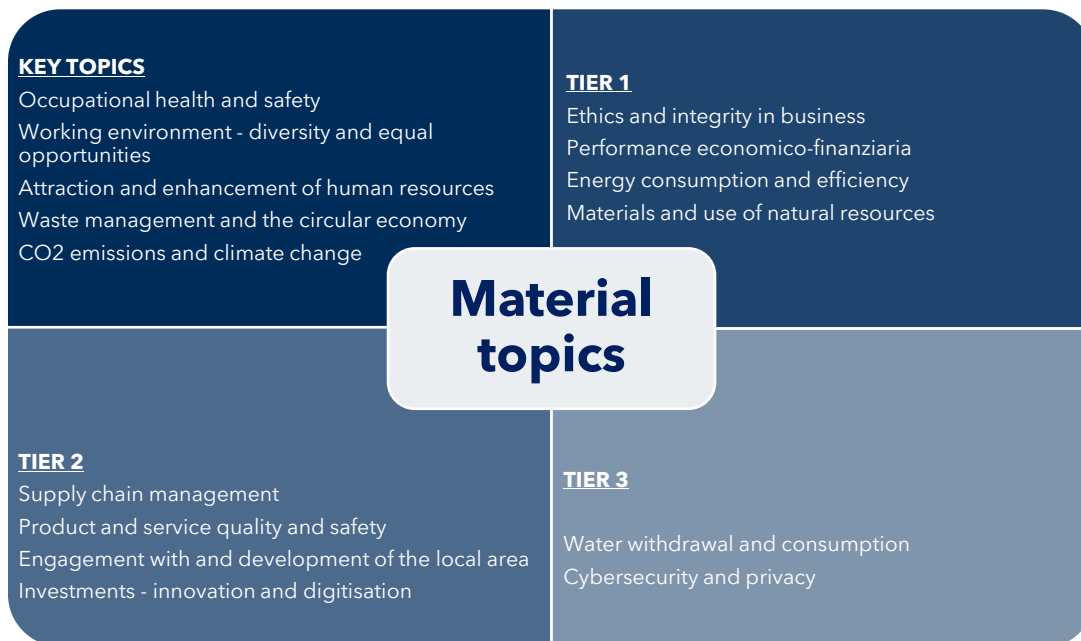 KEY TOPICS
Occupational health and safety
Working environment - diversity and equal
opportunities
Attraction and enhancement of human resources
Waste management and the circular economy
CO2 emissions and climate change
TIER 1
Ethics and integrity in business
Performance economico-finanziaria
Energy consumption and efficiency
Materials and use of natural resources
Material
topics
TIER 2
Supply chain management
Product and service quality and safety
Engagement with and development of the local area
Investments - innovation and digitisation
TIER 3
Water withdrawal and consumption
Cybersecurity and privacy